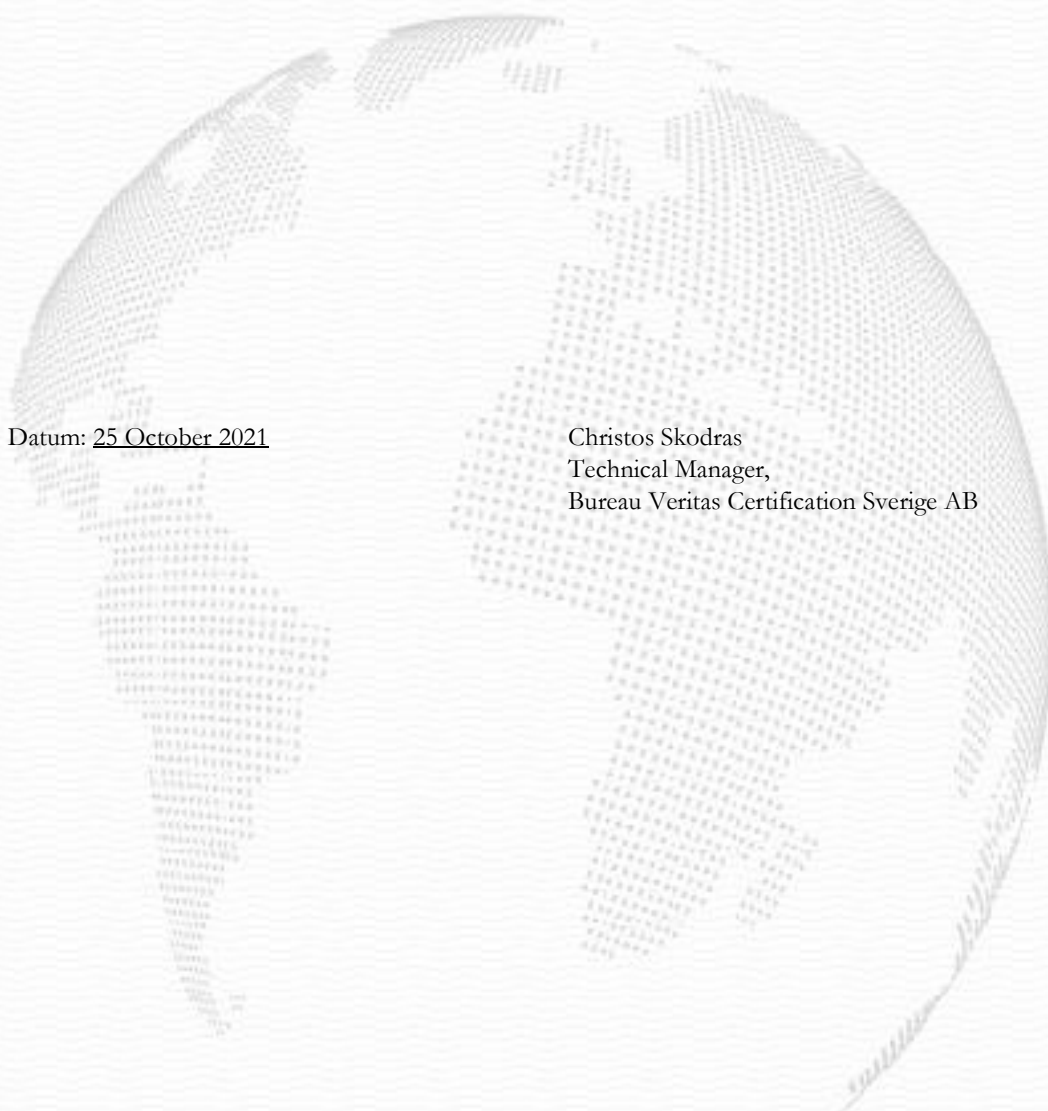 Datum: 25 October 2021
Christos Skodras
Technical Manager,
Bureau Veritas Certification Sverige AB